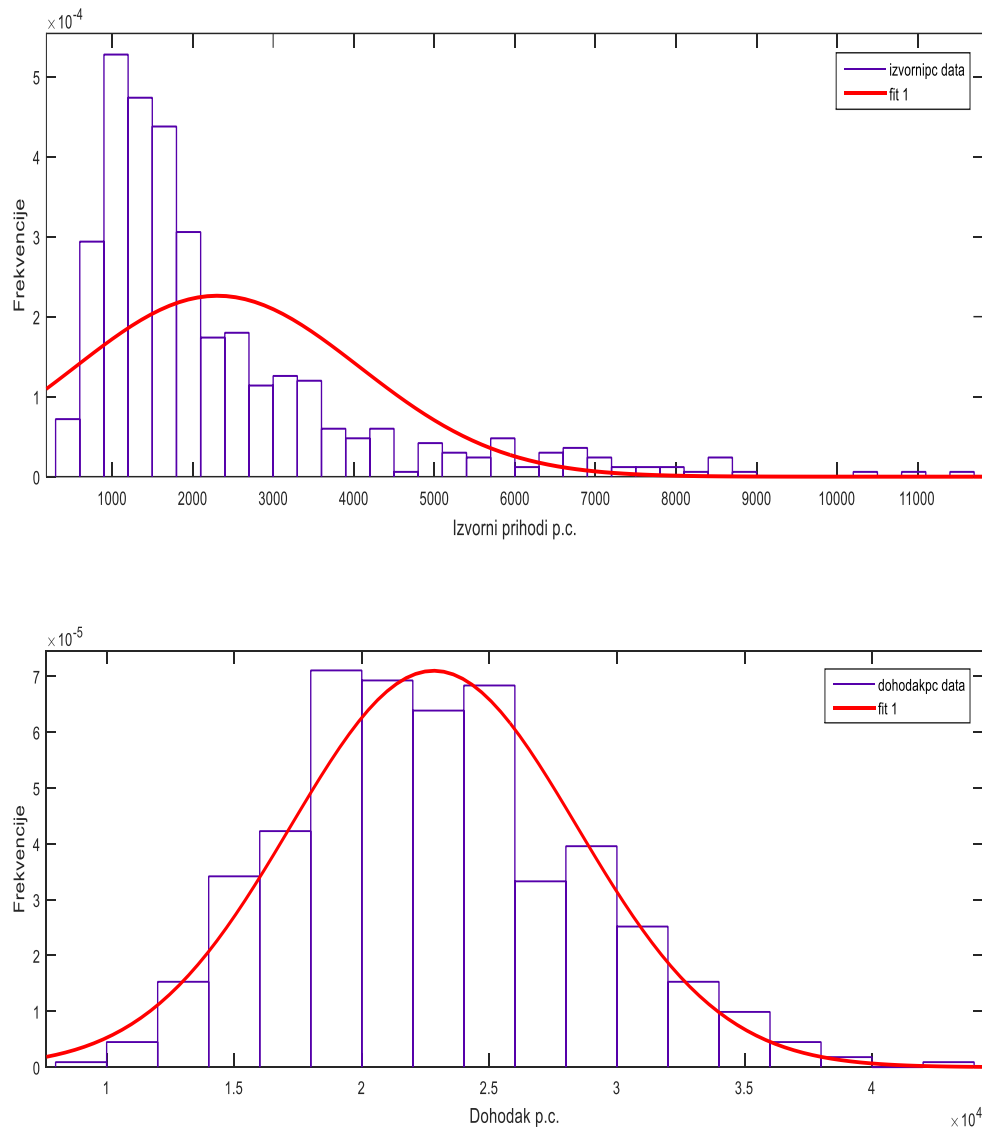 ×10-4
5
4
3
2
1
0
Frekvencije
izvornipc data
fit 1
1000 2000 3000 4000 5000 6000 7000 8000 9000 10000 11000
Izvorni prihodi p.c.
×10-5
7
6
5
4
3
2
1
0
Frekvencije
dohodakpc data
fit 1
1 1.5 2 2.5 3 3.5 4
Dohodak p.c.
×104